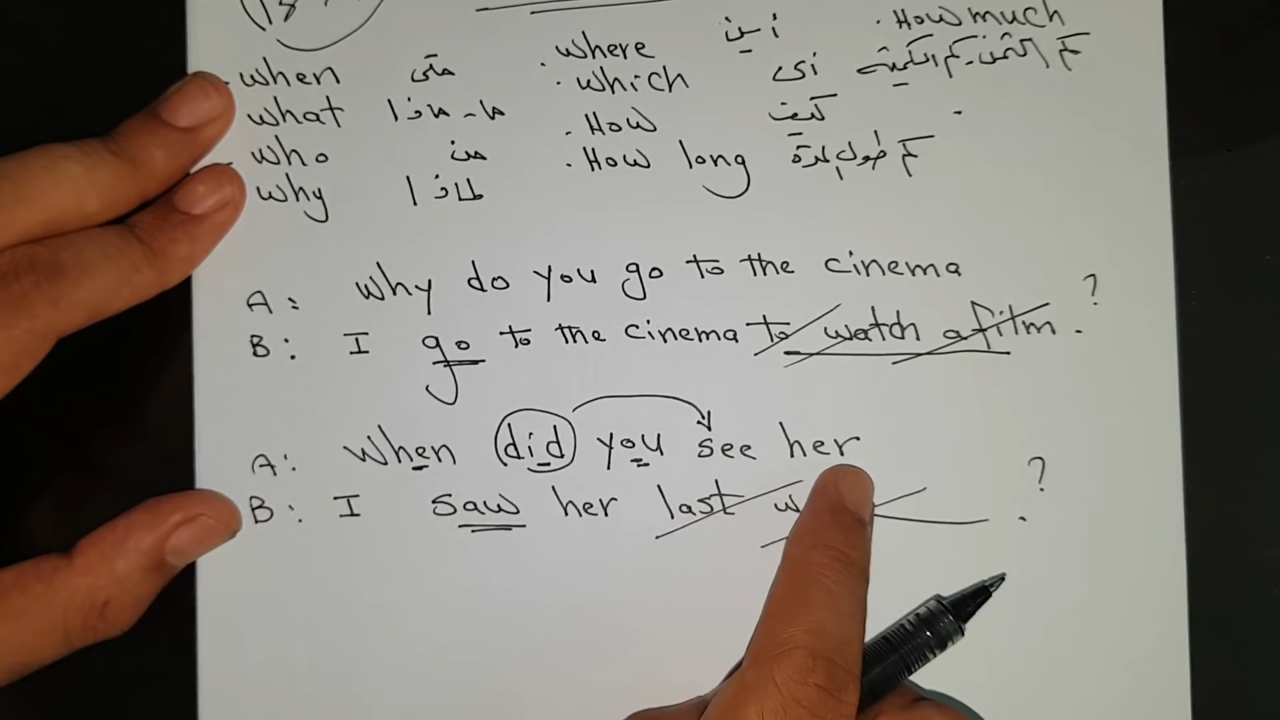 . How much
. where أين
- when متى
. which أي كم الثمن - كم الكمية
what ما - ماذا
. How كيف
- who من
. How long كم طول المدة
why لماذا
A: why do you go to the cinema
?
B: I go to the cinema to watch a film.
A: When did you see her
?
B: I saw her last